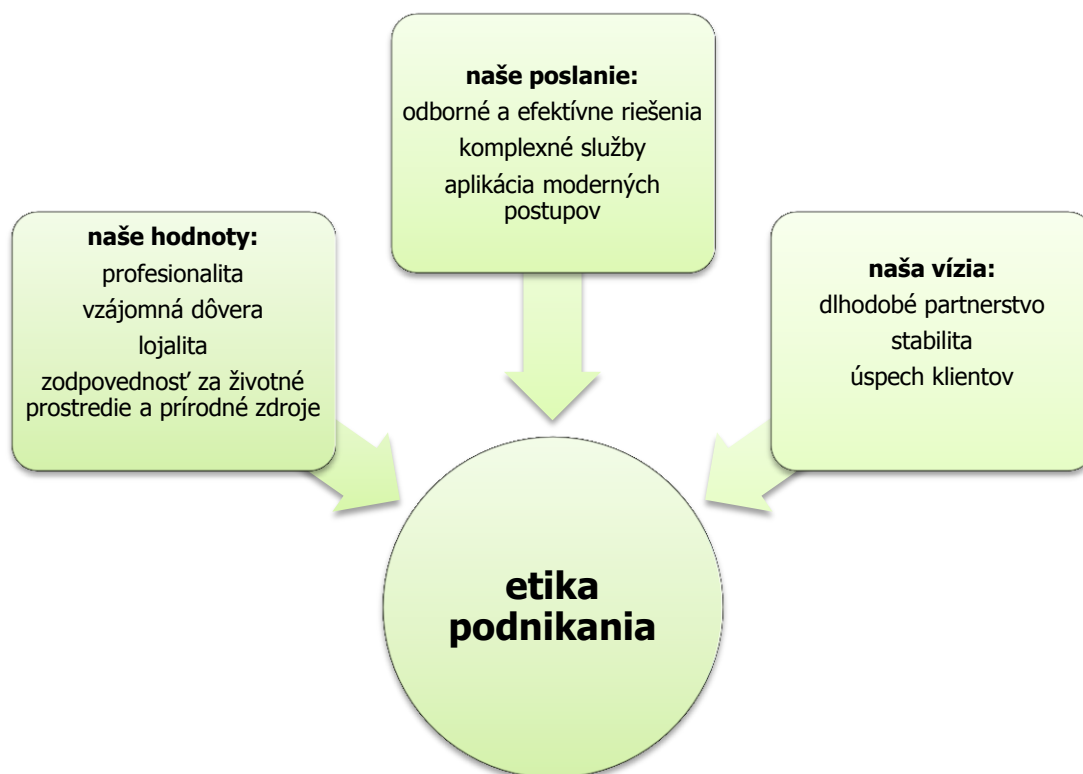 naše poslanie:
odborné a efektívne riešenia
komplexné služby
aplikácia moderných
postupov
naše hodnoty:
profesionalita
vzájomná dôvera
lojalita
zodpovednosť za životné
prostredie a prírodné zdroje
naša vízia:
dlhodobé partnerstvo
stabilita
úspech klientov
etika
podnikania